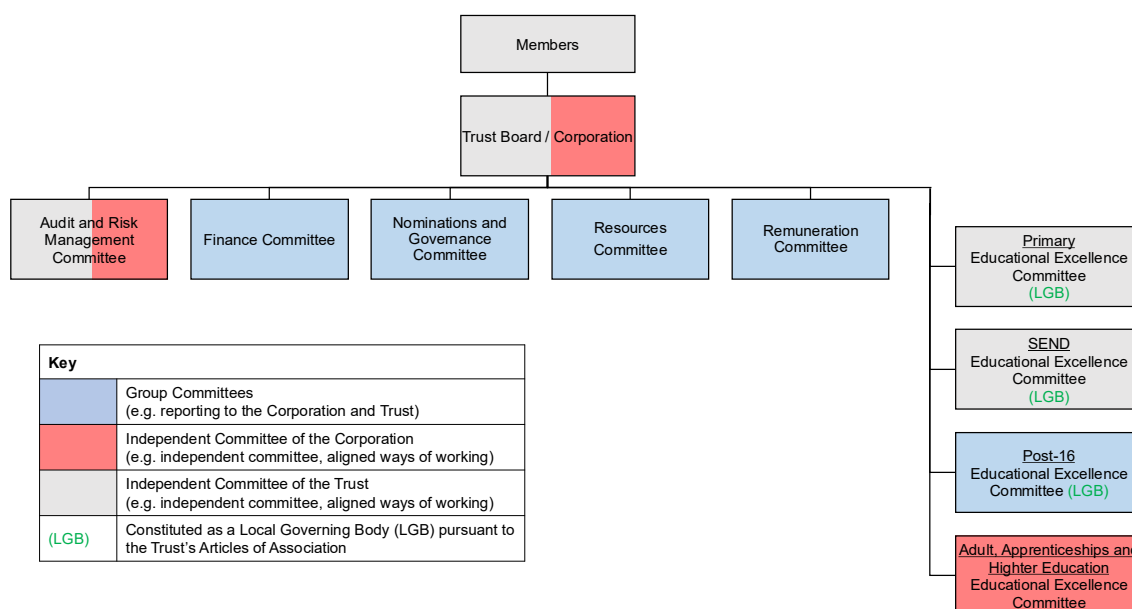 Members
Trust Board / Corporation
Audit and Risk
Management
Committee
Finance Committee
Nominations and
Governance
Committee
Resources
Committee
Remuneration
Committee
Primary
Educational Excellence
Committee
(LGB)
SEND
Educational Excellence
Committee
(LGB)
Post-16
Educational Excellence
Committee (LGB)
Adult, Apprenticeships and
Highter Education
Educational Excellence
Committee
Key
Group Committees
(e.g. reporting to the Corporation and Trust)
Independent Committee of the Corporation
(e.g. independent committee, aligned ways of working)
Independent Committee of the Trust
(e.g. independent committee, aligned ways of working)
(LGB)
Constituted as a Local Governing Body (LGB) pursuant to
the Trust's Articles of Association